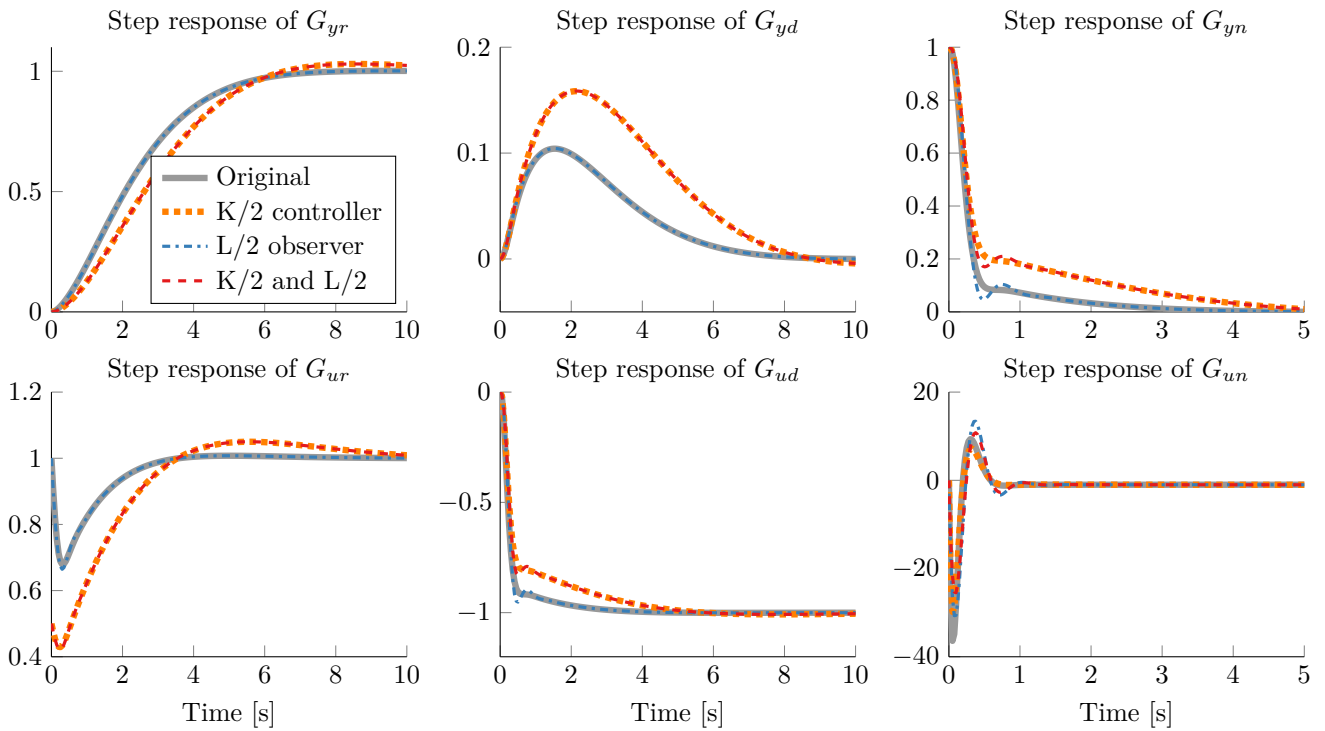 Step response of G_yr
1
0.5
0
0 2 4 6 8 10
Original
K/2 controller
L/2 observer
K/2 and L/2
Step response of G_yd
0.2
0.1
0
0 2 4 6 8 10
Step response of G_yn
1
0.8
0.6
0.4
0.2
0
0 1 2 3 4 5
Step response of G_ur
1.2
1
0.8
0.6
0.4
0 2 4 6 8 10
Time [s]
Step response of G_ud
0
−0.5
−1
0 2 4 6 8 10
Time [s]
Step response of G_un
20
0
−20
−40
0 1 2 3 4 5
Time [s]